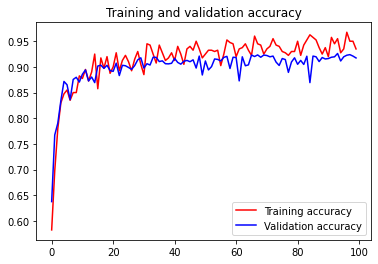 Training and validation accuracy
0.95
0.90
0.85
0.80
0.75
0.70
0.65
0.60
0 20 40 60 80 100
Training accuracy
Validation accuracy